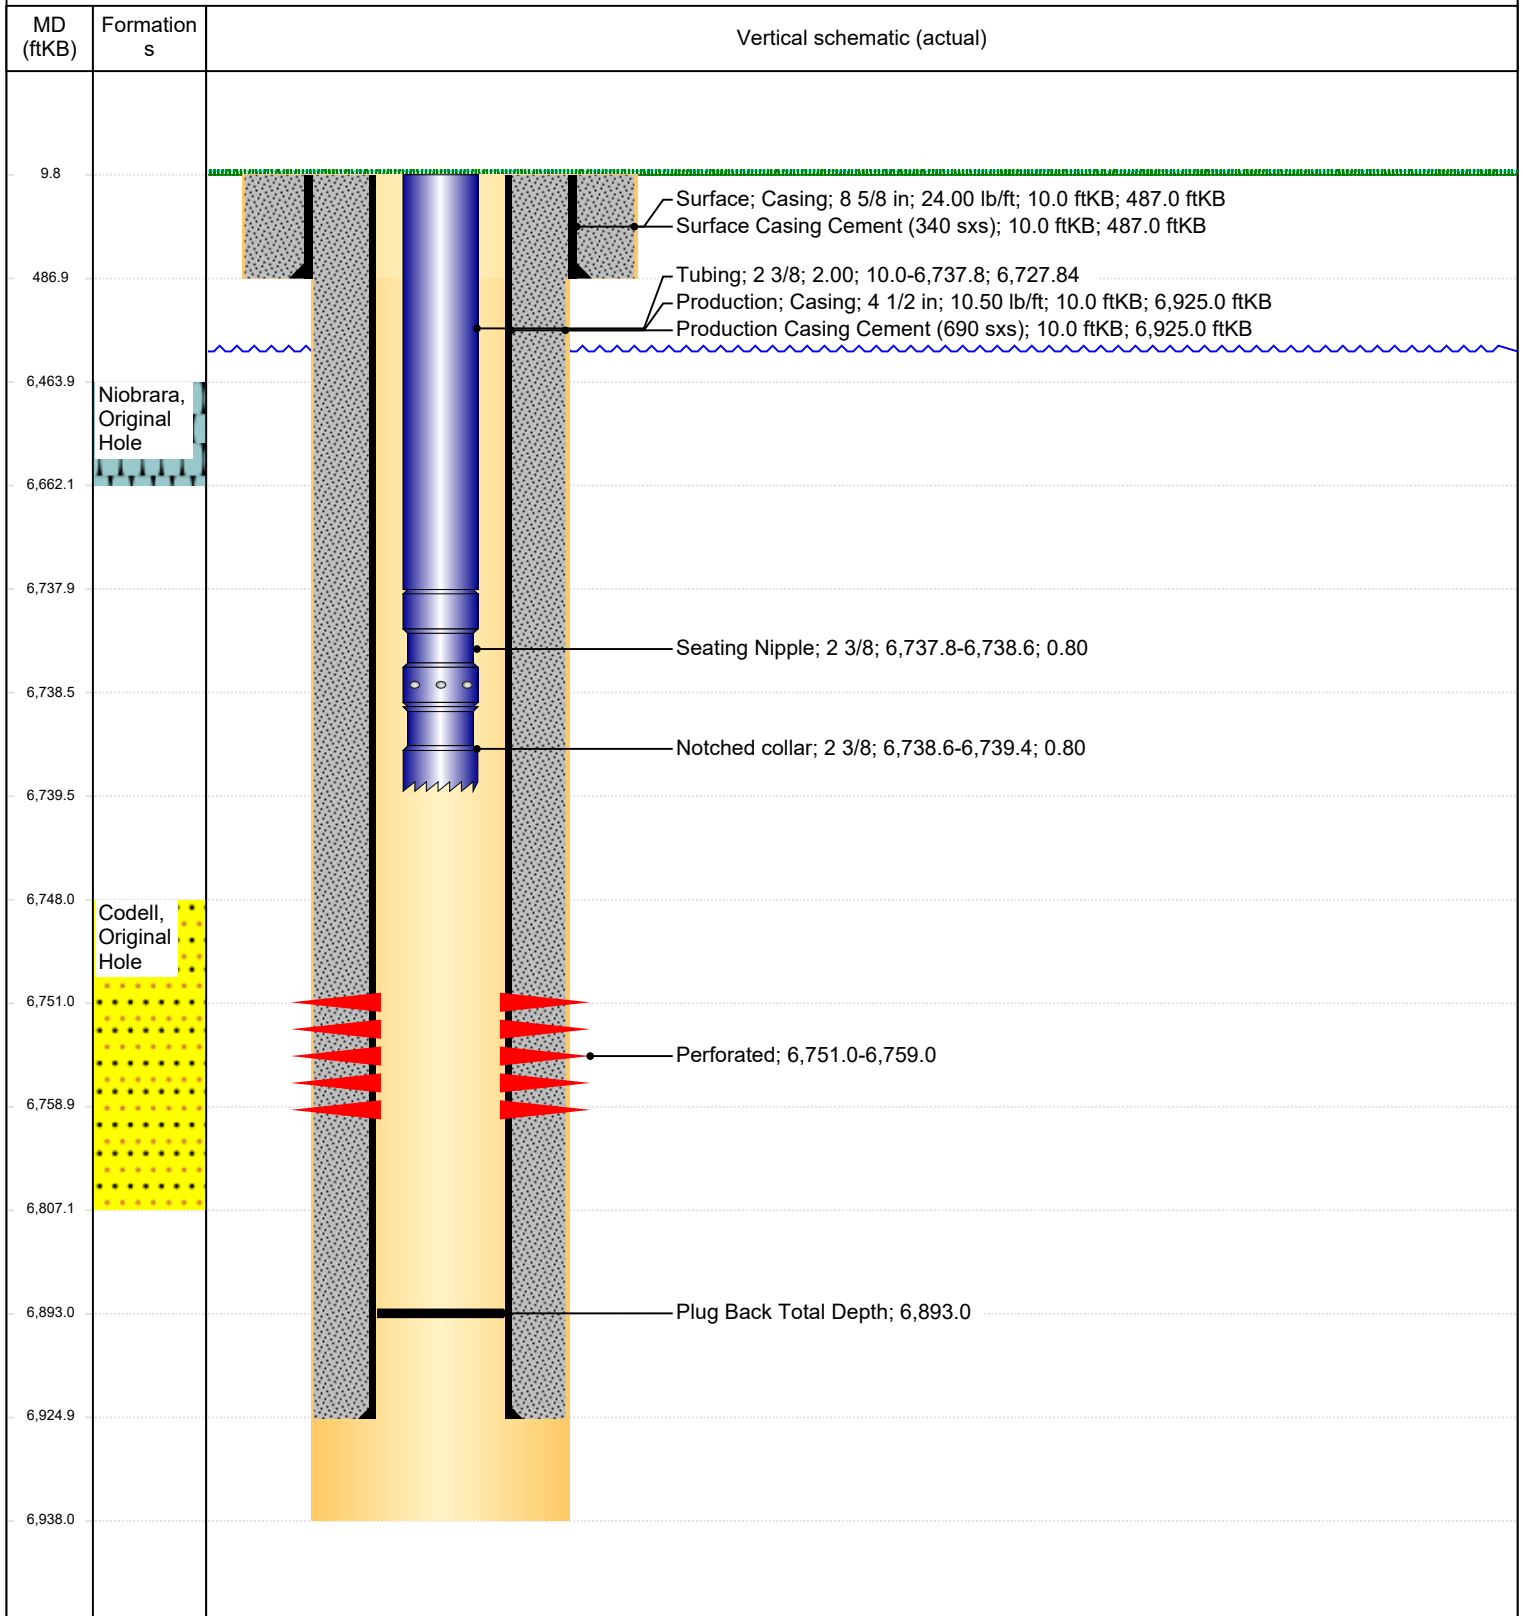 MD
(ftKB)
Formation
s
Vertical schematic (actual)
9.8
Surface; Casing; 8 5/8 in; 24.00 lb/ft; 10.0 ftKB; 487.0 ftKB
Surface Casing Cement (340 sxs); 10.0 ftKB; 487.0 ftKB
486.9
Tubing; 2 3/8; 2.00; 10.0-6,737.8; 6,727.84
Production; Casing; 4 1/2 in; 10.50 lb/ft; 10.0 ftKB; 6,925.0 ftKB
Production Casing Cement (690 sxs); 10.0 ftKB; 6,925.0 ftKB
6,463.9
Niobrara,
Original
Hole
6,662.1
6,737.9
Seating Nipple; 2 3/8; 6,737.8-6,738.6; 0.80
6,738.5
Notched collar; 2 3/8; 6,738.6-6,739.4; 0.80
6,739.5
6,748.0
Codell,
Original
Hole
6,751.0
Perforated; 6,751.0-6,759.0
6,758.9
6,807.1
6,893.0
Plug Back Total Depth; 6,893.0
6,924.9
6,938.0